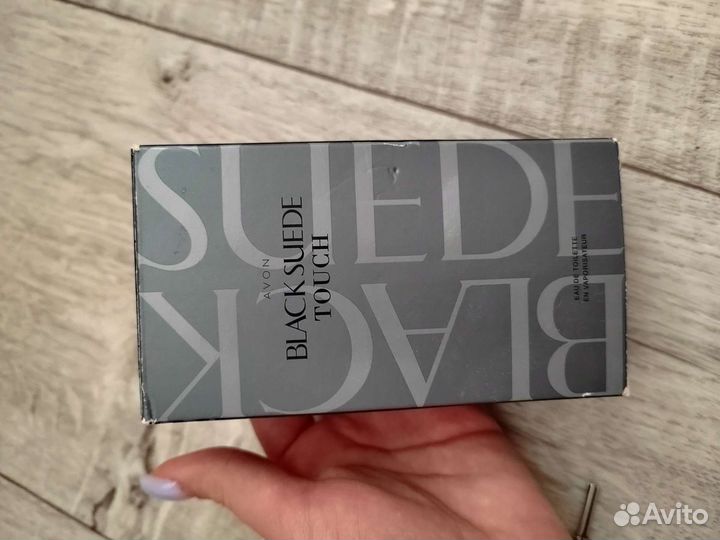 SUEDE
BLACK
AVON
BLACK SUEDE
TOUCH
EAU DE TOILETTE
EN VAPORISATEUR
Avito